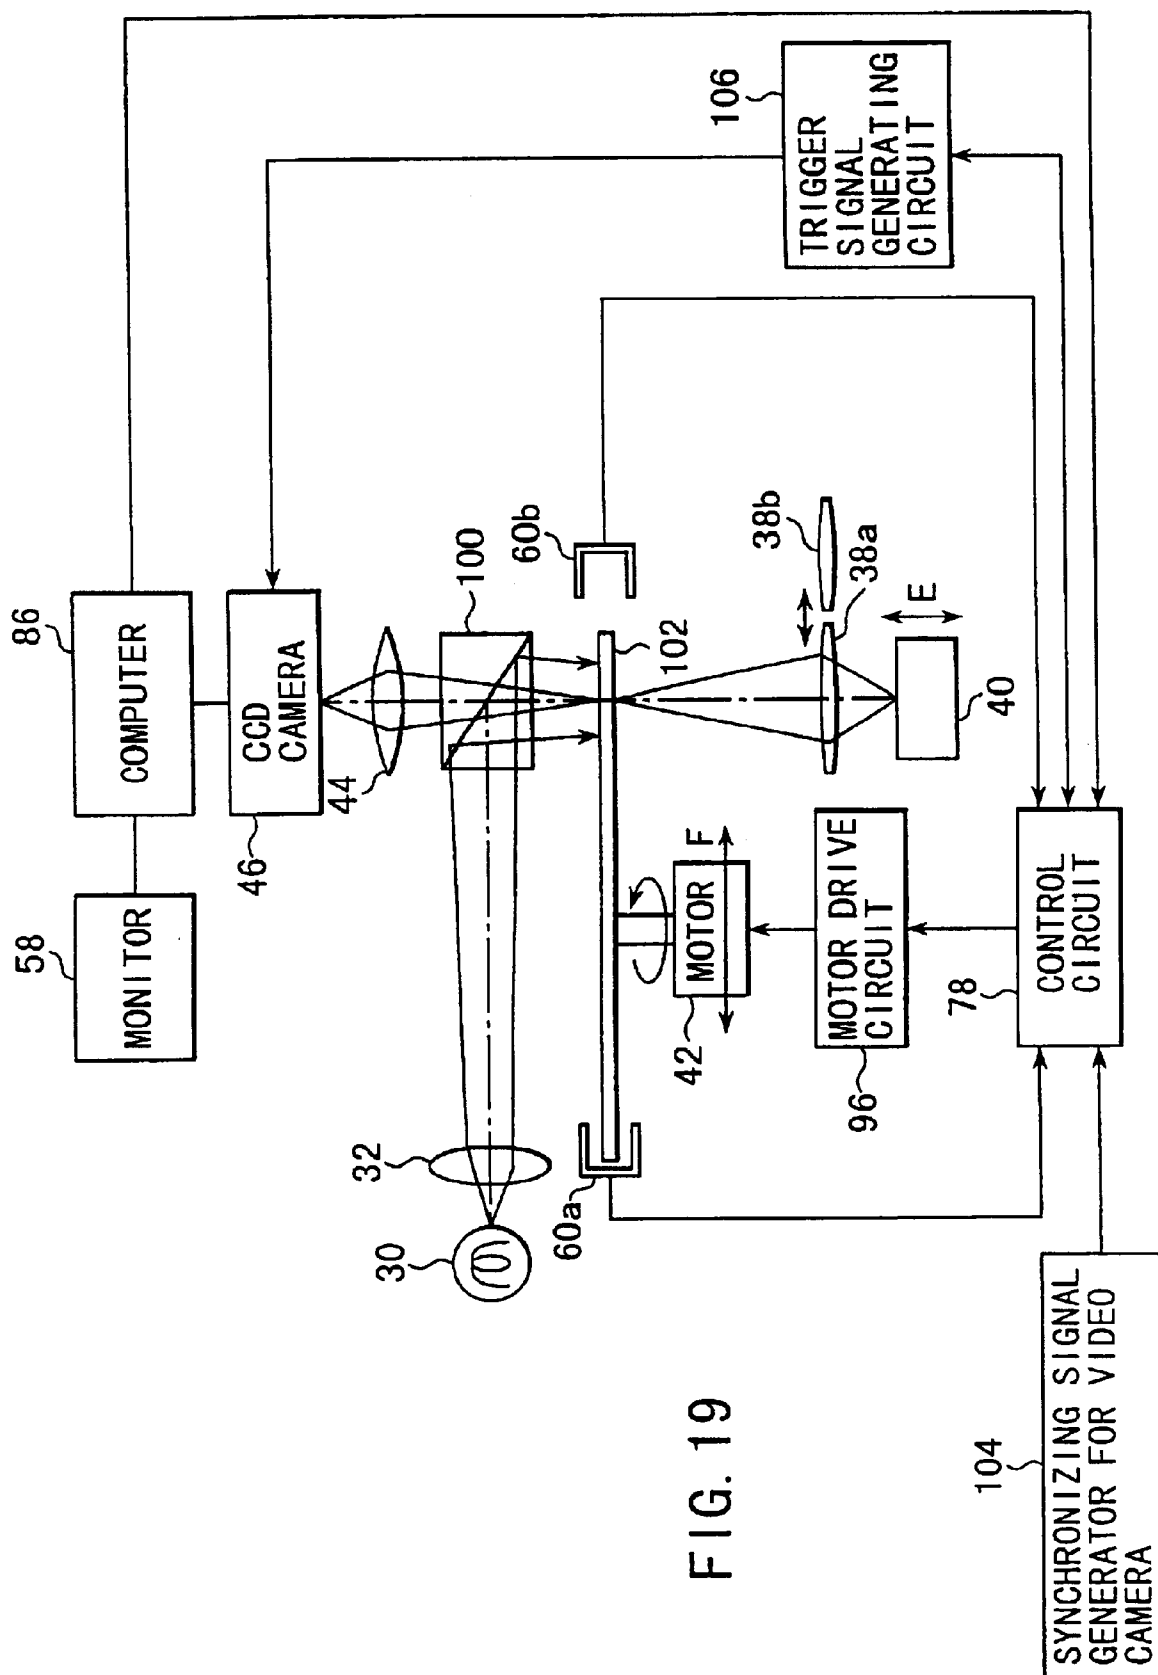 86
COMPUTER
58
MONITOR
46
CCD
CAMERA
44
106
TRIGGER
SIGNAL
GENERATING
CIRCUIT
100
60b
102
38b
38a
E
40
32
30
60a
F
MOTOR
42
MOTOR DRIVE
CIRCUIT
96
CONTROL
CIRCUIT
78
104
SYNCHRONIZING SIGNAL
GENERATOR FOR VIDEO
CAMERA
FIG. 19